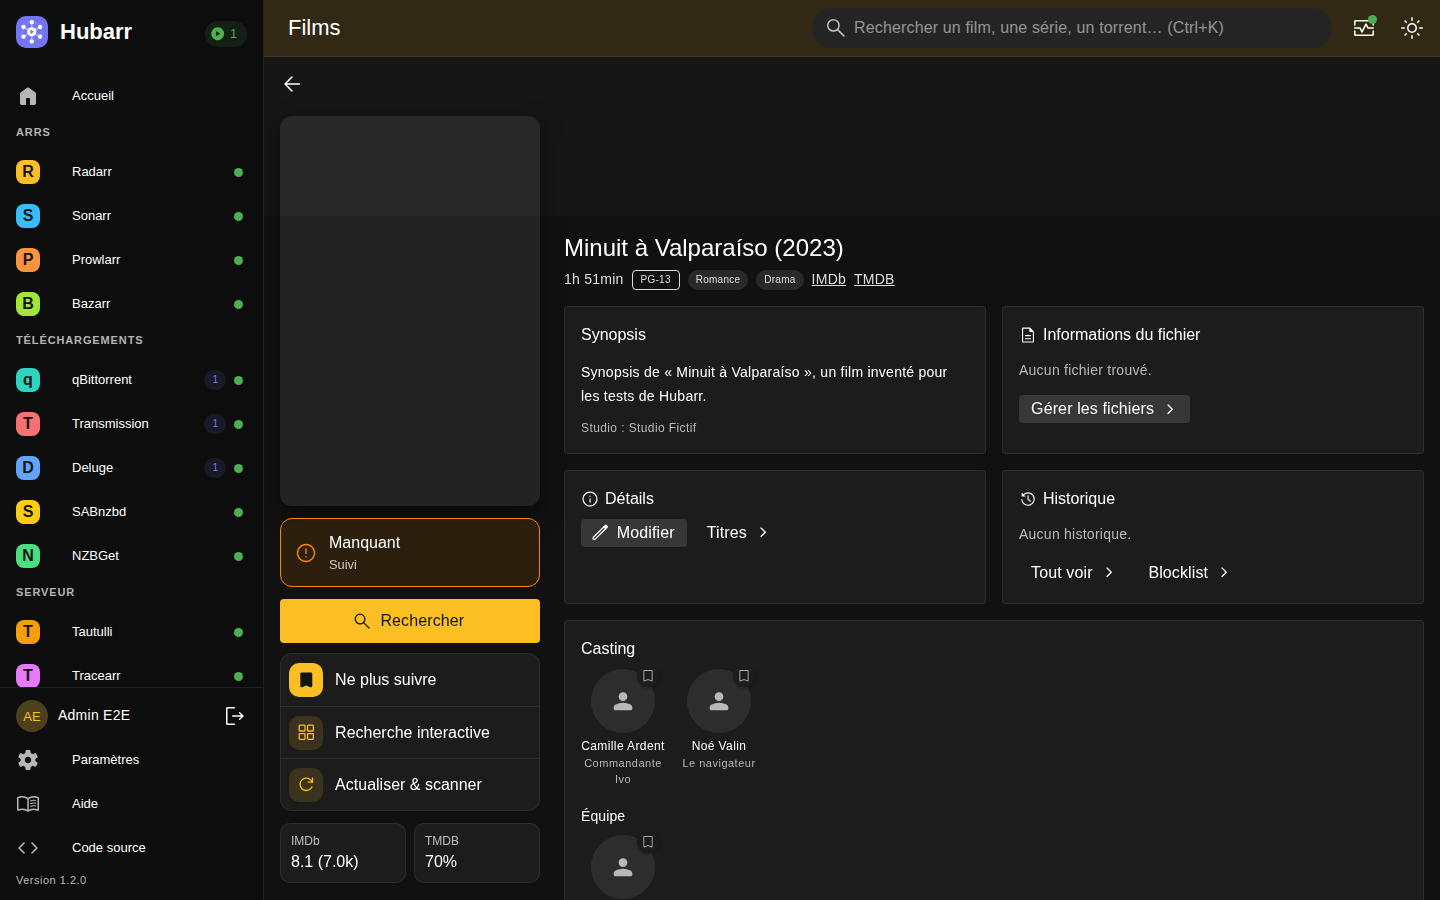 Hubarr
1
Accueil
ARRS
R Radarr
S Sonarr
P Prowlarr
B Bazarr
TÉLÉCHARGEMENTS
q qBittorrent 1
T Transmission 1
D Deluge 1
S SABnzbd
N NZBGet
SERVEUR
T Tautulli
T Tracearr
AE Admin E2E
Paramètres
Aide
Code source
Version 1.2.0
Films
Rechercher un film, une série, un torrent… (Ctrl+K)
Manquant
Suivi
Rechercher
Ne plus suivre
Recherche interactive
Actualiser & scanner
IMDb
8.1 (7.0k)
TMDB
70%
Minuit à Valparaíso (2023)
1h 51min PG-13 Romance Drama IMDb TMDB
Synopsis
Synopsis de « Minuit à Valparaíso », un film inventé pour
les tests de Hubarr.
Studio : Studio Fictif
Informations du fichier
Aucun fichier trouvé.
Gérer les fichiers
Détails
Modifier Titres
Historique
Aucun historique.
Tout voir Blocklist
Casting
Camille Ardent
Commandante
Ivo
Noé Valin
Le navigateur
Équipe